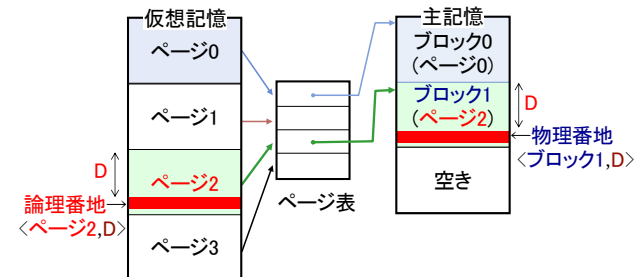 仮想記憶
ページ0
ページ1
D
ページ2
論理番地
<ページ2,D>
ページ3
ページ表
主記憶
ブロック0
(ページ0)
ブロック1
(ページ2)
D
物理番地
<ブロック1,D>
空き